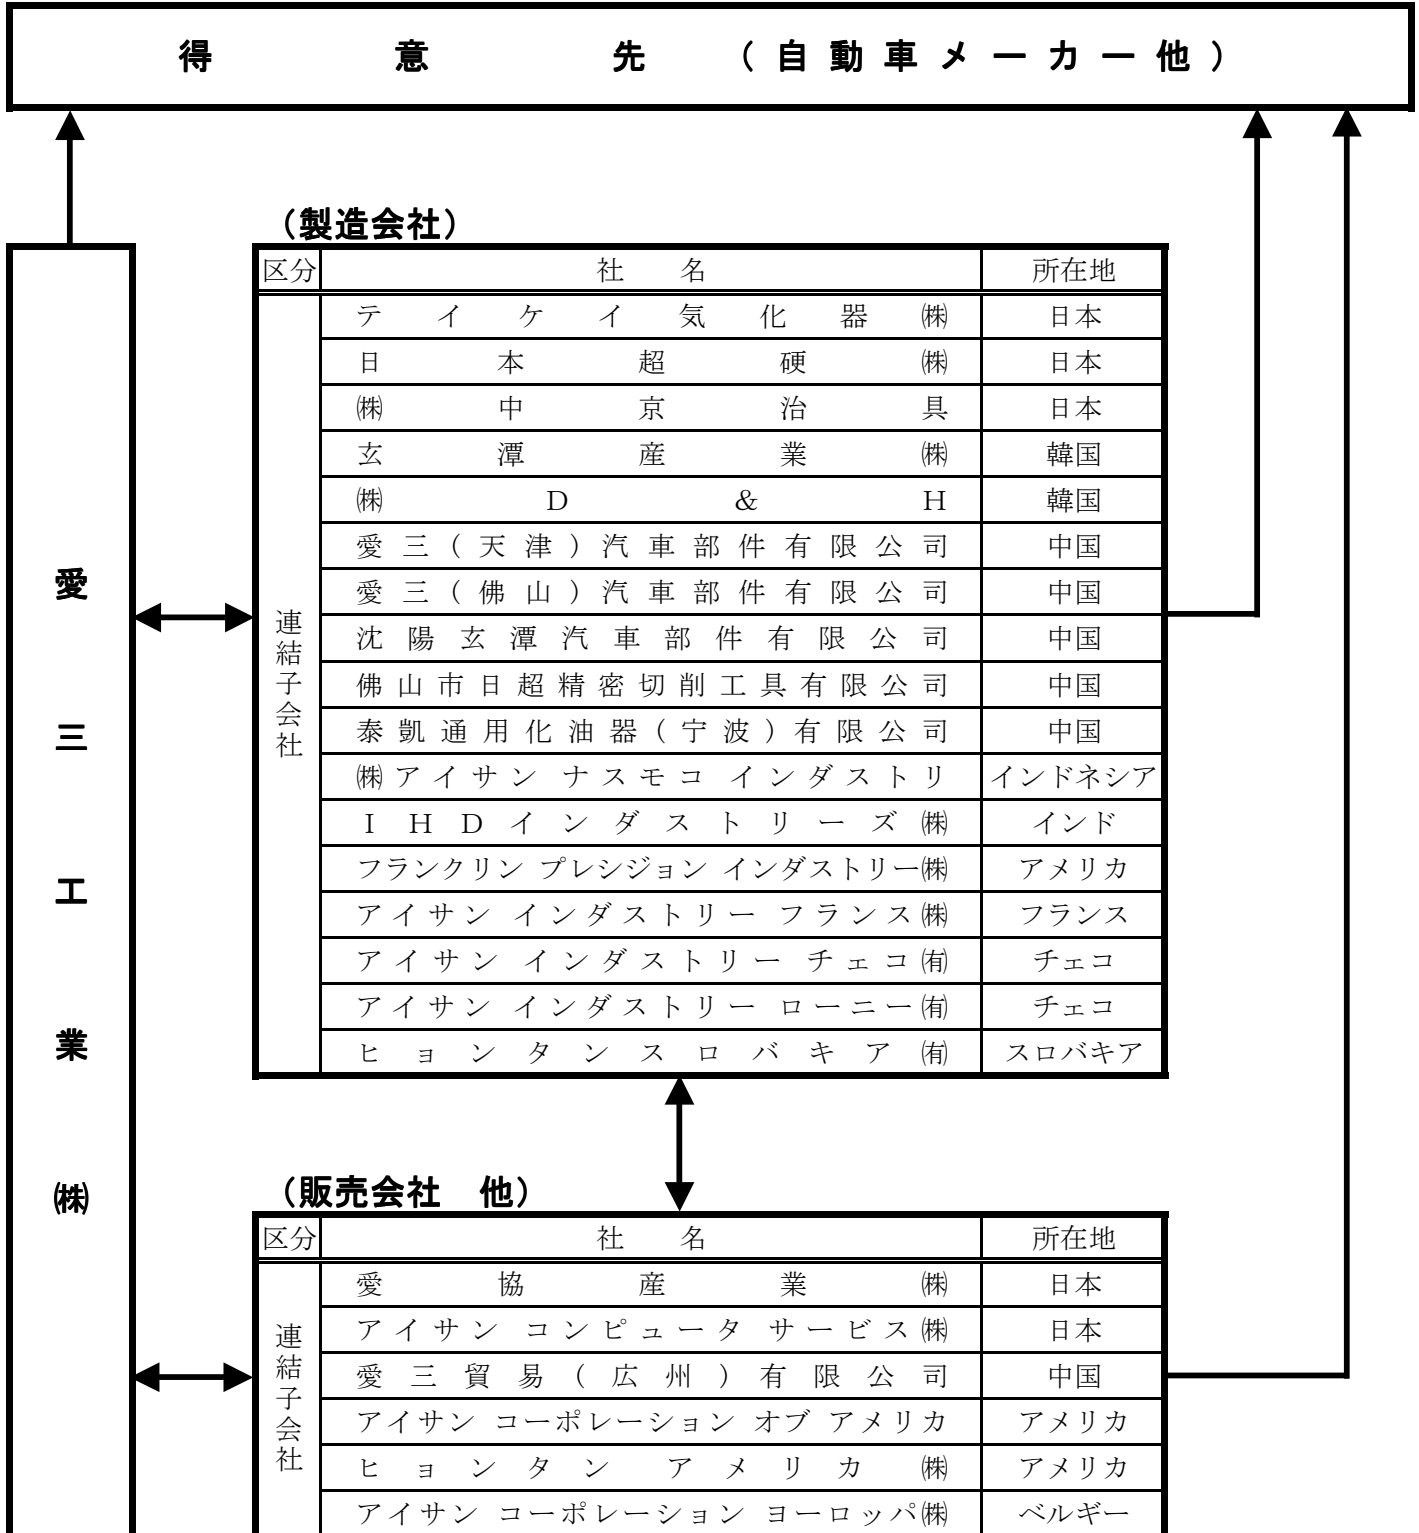 得意先（自動車メーカー他）
（製造会社）
区分 社名 所在地
テイケイ気化器㈱ 日本
日本超硬㈱ 日本
㈱中京治具 日本
玄潭産業㈱ 韓国
㈱D&H 韓国
愛三(天津)汽車部件有限公司 中国
愛三(佛山)汽車部件有限公司 中国
沈陽玄潭汽車部件有限公司 中国
佛山市日超精密切削工具有限公司 中国
泰凱通用化油器(宁波)有限公司 中国
㈱アイサン ナスモコ インダストリ インドネシア
IHDインダストリーズ㈱ インド
フランクリン プレシジョン インダストリー㈱ アメリカ
アイサン インダストリー フランス㈱ フランス
アイサン インダストリー チェコ㈲ チェコ
アイサン インダストリー ローニー㈲ チェコ
ヒョンタンスロバキア㈲ スロバキア
連結子会社
愛三工業㈱
（販売会社　他）
区分 社名 所在地
愛協産業㈱ 日本
アイサン コンピュータ サービス㈱ 日本
愛三貿易(広州)有限公司 中国
アイサン コーポレーション オブ アメリカ アメリカ
ヒョンタン アメリカ㈱ アメリカ
アイサン コーポレーション ヨーロッパ㈱ ベルギー
連結子会社